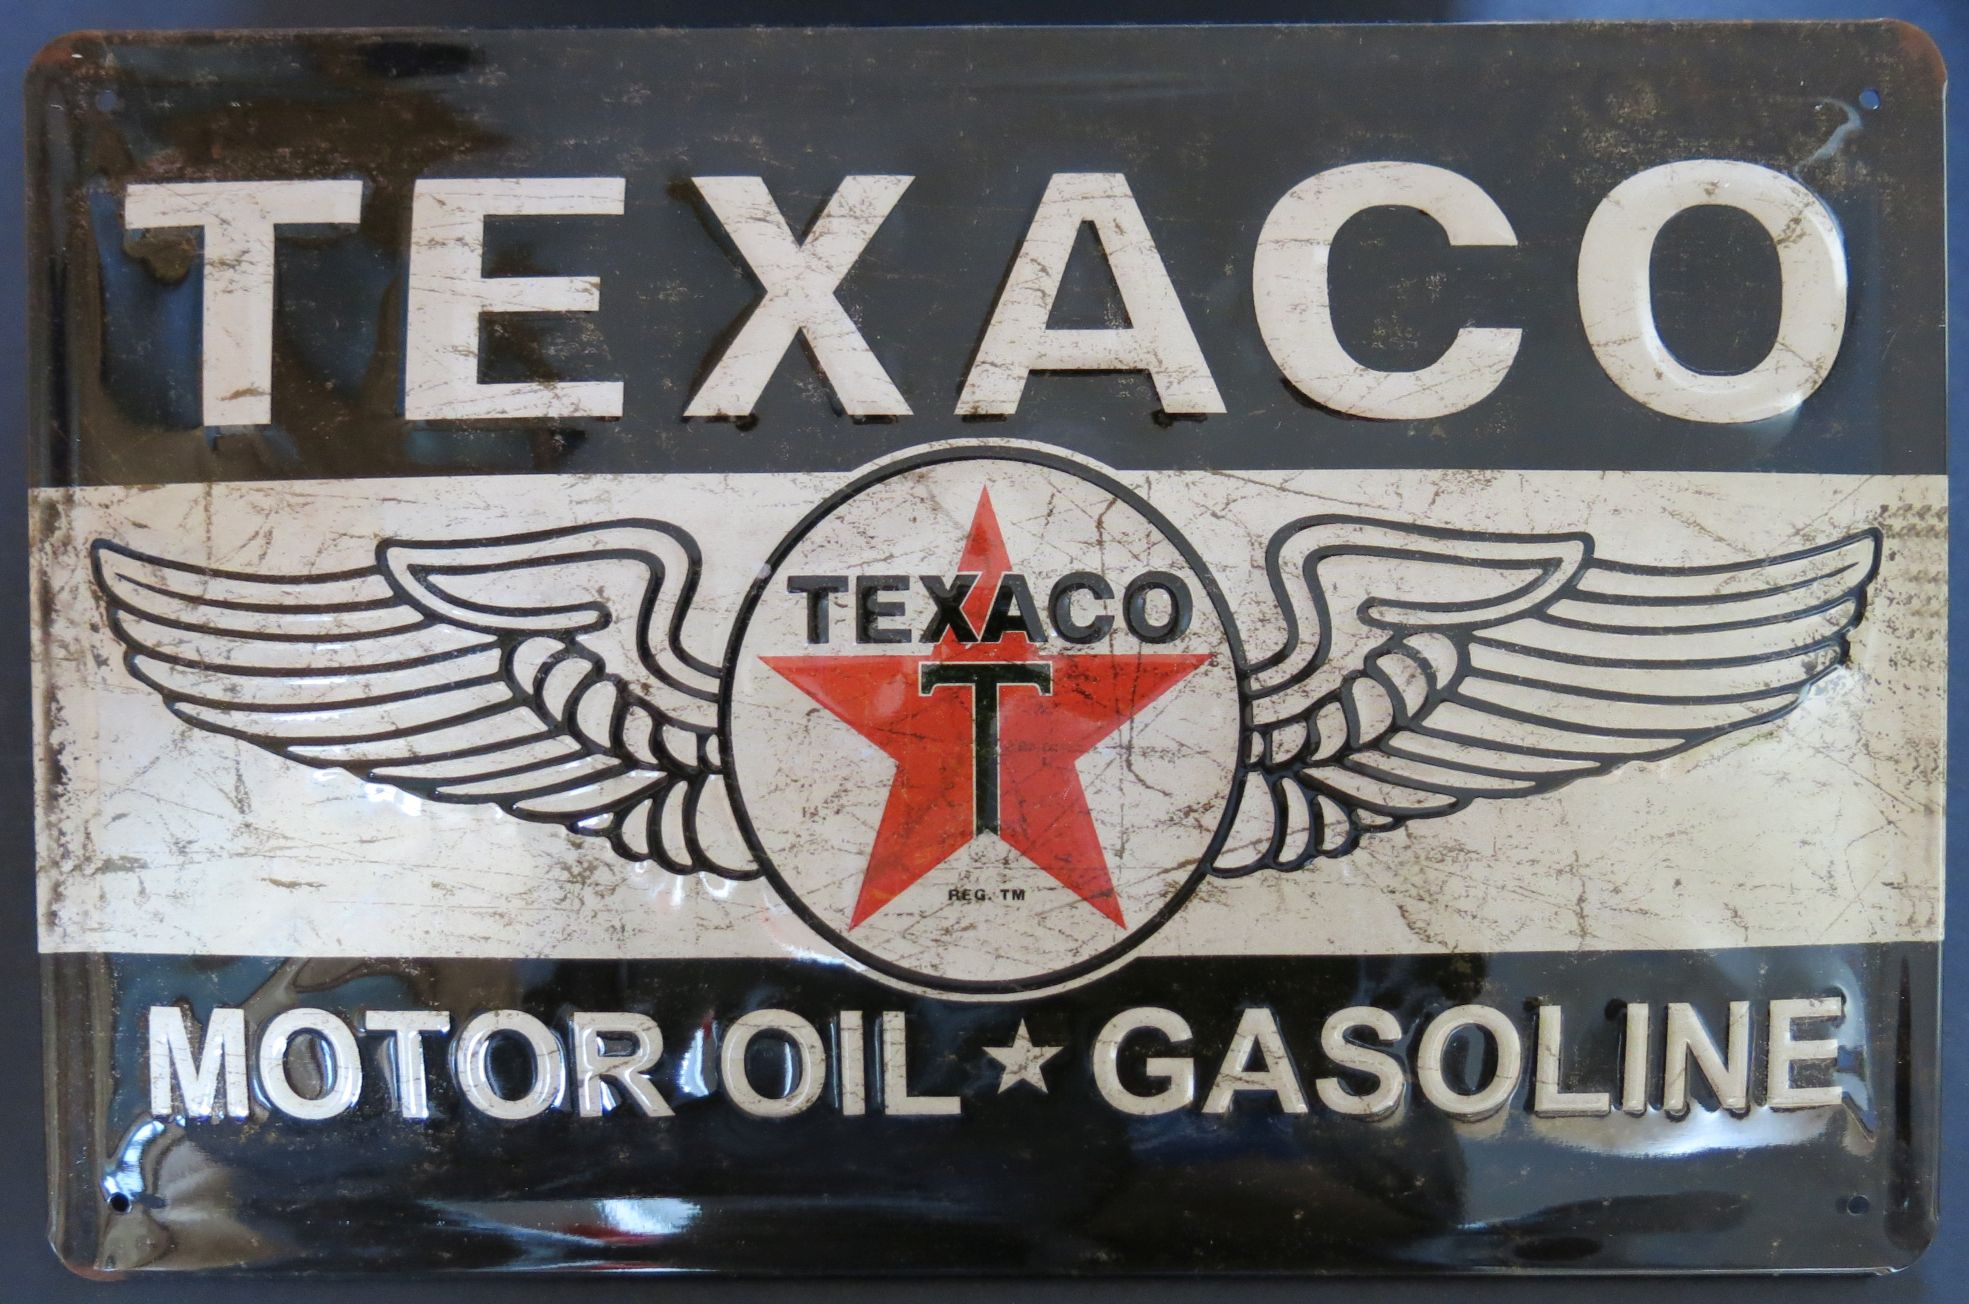 TEXACO
TEXACO
T
REG. TM
MOTOR OIL ★ GASOLINE